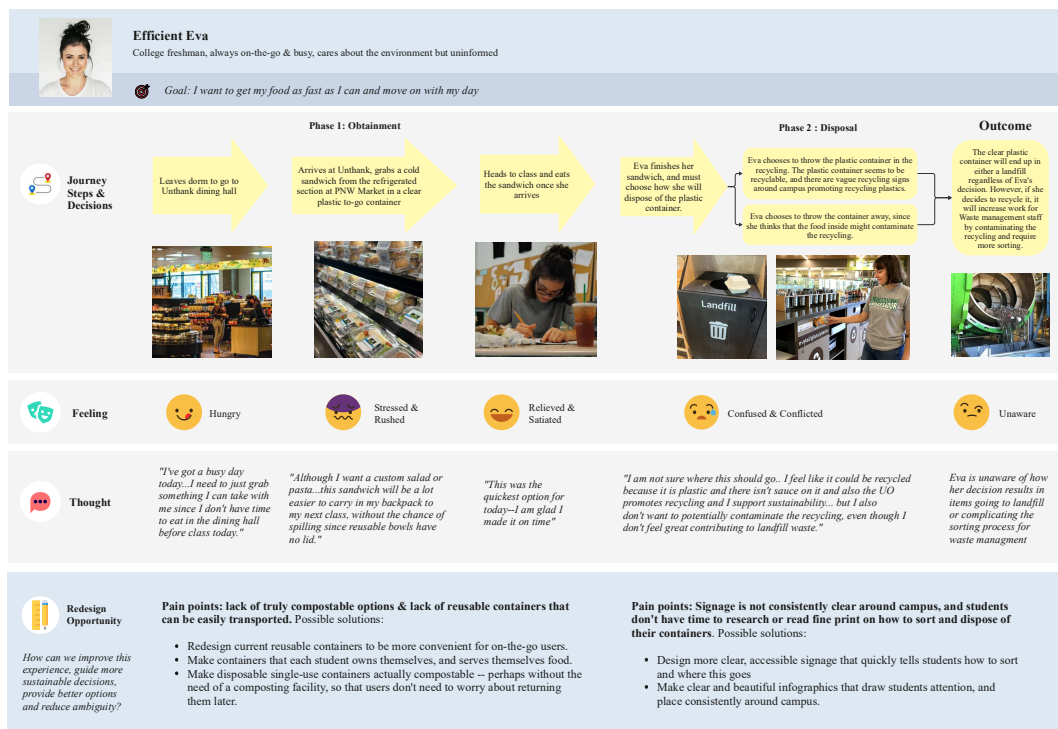 Efficient Eva
College freshman, always on-the-go & busy, cares about the environment but uninformed
Goal: I want to get my food as fast as I can and move on with my day
Phase 1: Obtainment
Phase 2 : Disposal
Outcome
Journey
Steps &
Decisions
Leaves dorm to go to
Unthank dining hall
Arrives at Unthank, grabs a cold
sandwich from the refrigerated
section at PNW Market in a clear
plastic to-go container
Heads to class and eats
the sandwich once she
arrives
Eva finishes her
sandwich, and must
choose how she will
dispose of the plastic
container.
Eva chooses to throw the plastic container in the
recycling. The plastic container seems to be
recyclable, and there are vague recycling signs
around campus promoting recycling plastics.
Eva chooses to throw the container away, since
she thinks that the food inside might contaminate
the recycling.
The clear plastic
container will end up in
either a landfill
regardless of Eva's
decision. However, if she
decides to recycle it, it
will increase work for
Waste management staff
by contaminating the
recycling and require
more sorting.
Landfill
Feeling
Hungry
Stressed &
Rushed
Relieved &
Satiated
Confused & Conflicted
Unaware
Thought
"I've got a busy day
today...I need to just grab
something I can take with
me since I don't have time
to eat in the dining hall
before class today."
"Although I want a custom salad or
pasta...this sandwich will be a lot
easier to carry in my backpack to
my next class, without the chance of
spilling since reusable bowls have
no lid."
"This was the
quickest option for
today--I am glad I
made it on time"
"I am not sure where this should go.. I feel like it could be recycled
because it is plastic and there isn't sauce on it and also the UO
promotes recycling and I support sustainability... but I also
don't want to potentially contaminate the recycling, even though I
don't feel great contributing to landfill waste."
Eva is unaware of how
her decision results in
items going to landfill
or complicating the
sorting process for
waste managment
Redesign
Opportunity
How can we improve this
experience, guide more
sustainable decisions,
provide better options
and reduce ambiguity?
Pain points: lack of truly compostable options & lack of reusable containers that
can be easily transported. Possible solutions:
• Redesign current reusable containers to be more convenient for on-the-go users.
• Make containers that each student owns themselves, and serves themselves food.
• Make disposable single-use containers actually compostable -- perhaps without the
need of a composting facility, so that users don't need to worry about returning
them later.
Pain points: Signage is not consistently clear around campus, and students
don't have time to research or read fine print on how to sort and dispose of
their containers. Possible solutions:
• Design more clear, accessible signage that quickly tells students how to sort
and where this goes
• Make clear and beautiful infographics that draw students attention, and
place consistently around campus.